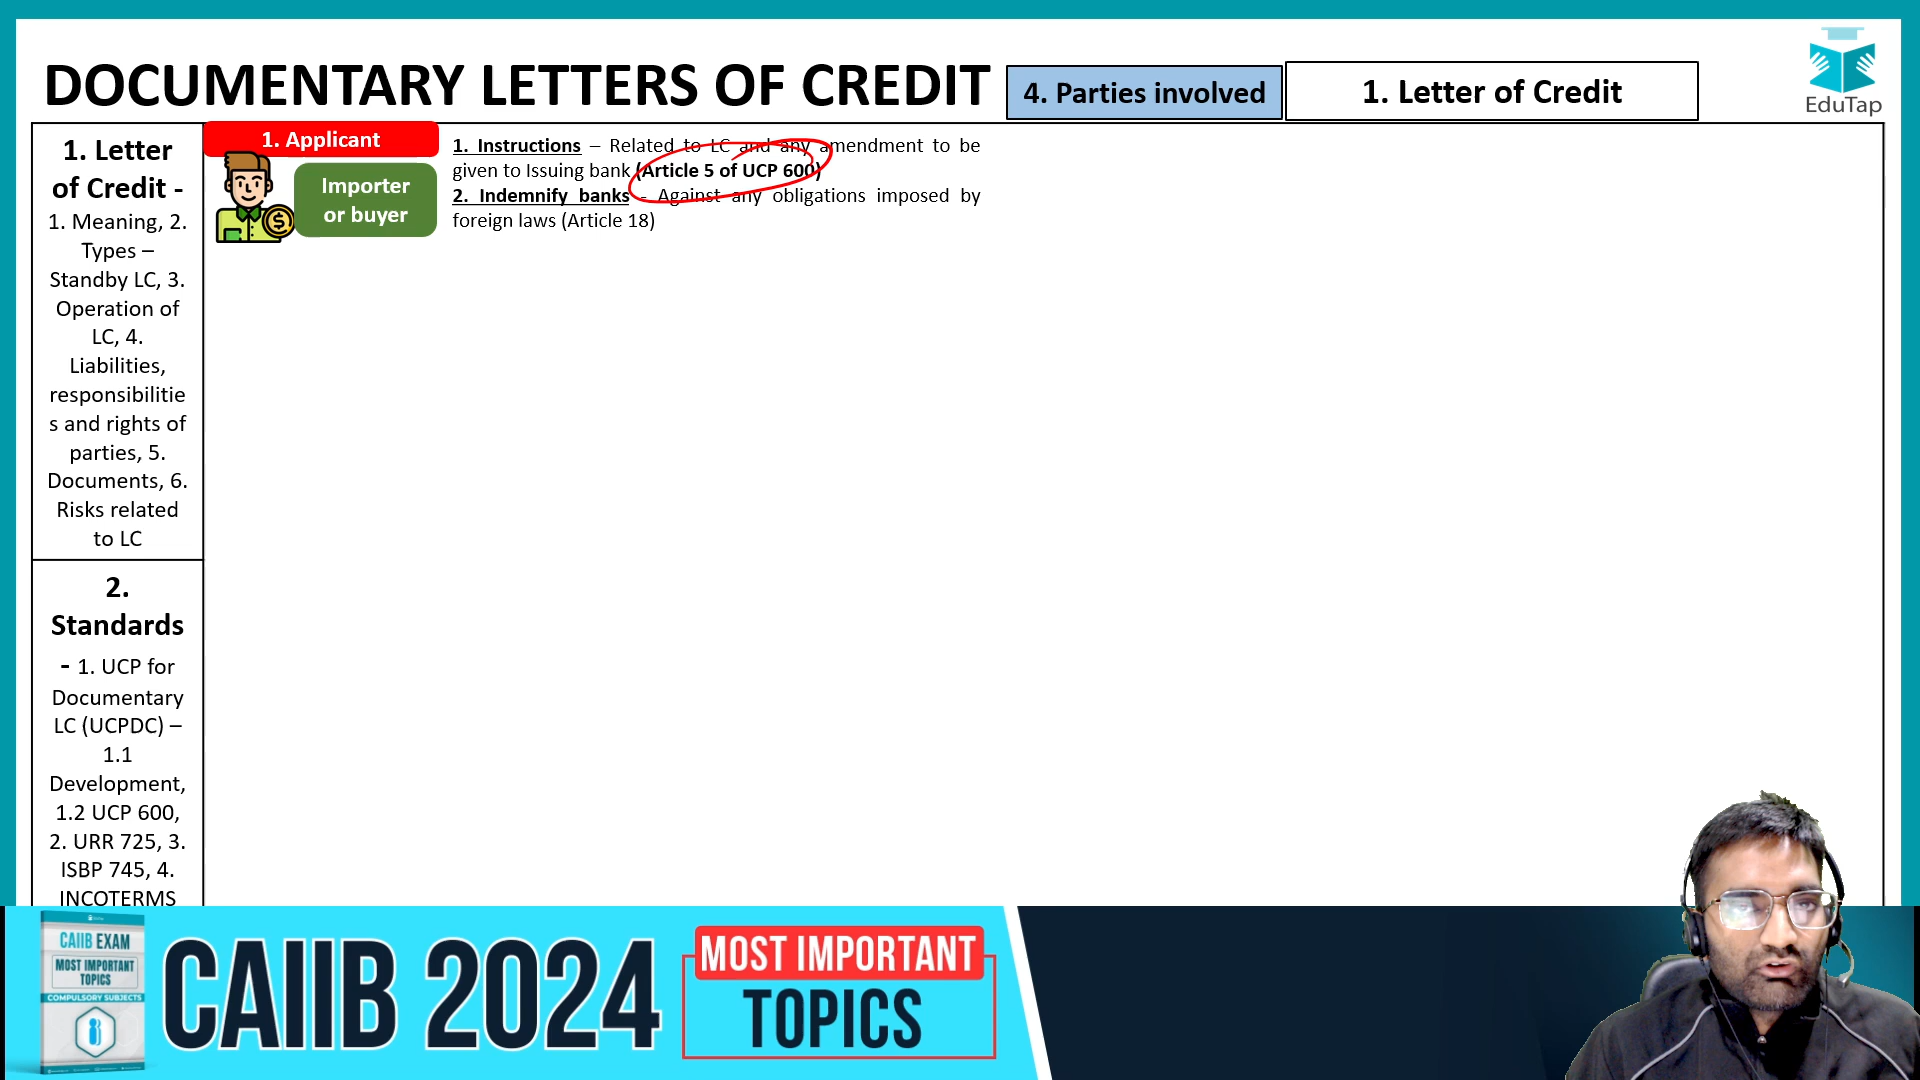 DOCUMENTARY LETTERS OF CREDIT
4. Parties involved
1. Letter of Credit
EduTap
1. Letter
of Credit -
1. Meaning, 2.
Types –
Standby LC, 3.
Operation of
LC, 4.
Liabilities,
responsibilitie
s and rights of
parties, 5.
Documents, 6.
Risks related
to LC
2.
Standards
- 1. UCP for
Documentary
LC (UCPDC) –
1.1
Development,
1.2 UCP 600,
2. URR 725, 3.
ISBP 745, 4.
INCOTERMS
1. Applicant
Importer
or buyer
1. Instructions – Related to LC and any amendment to be
given to Issuing bank (Article 5 of UCP 600)
2. Indemnify banks - Against any obligations imposed by
foreign laws (Article 18)
CAIIB EXAM
MOST IMPORTANT
TOPICS
COMPULSORY SUBJECTS
CAIIB 2024
MOST IMPORTANT
TOPICS